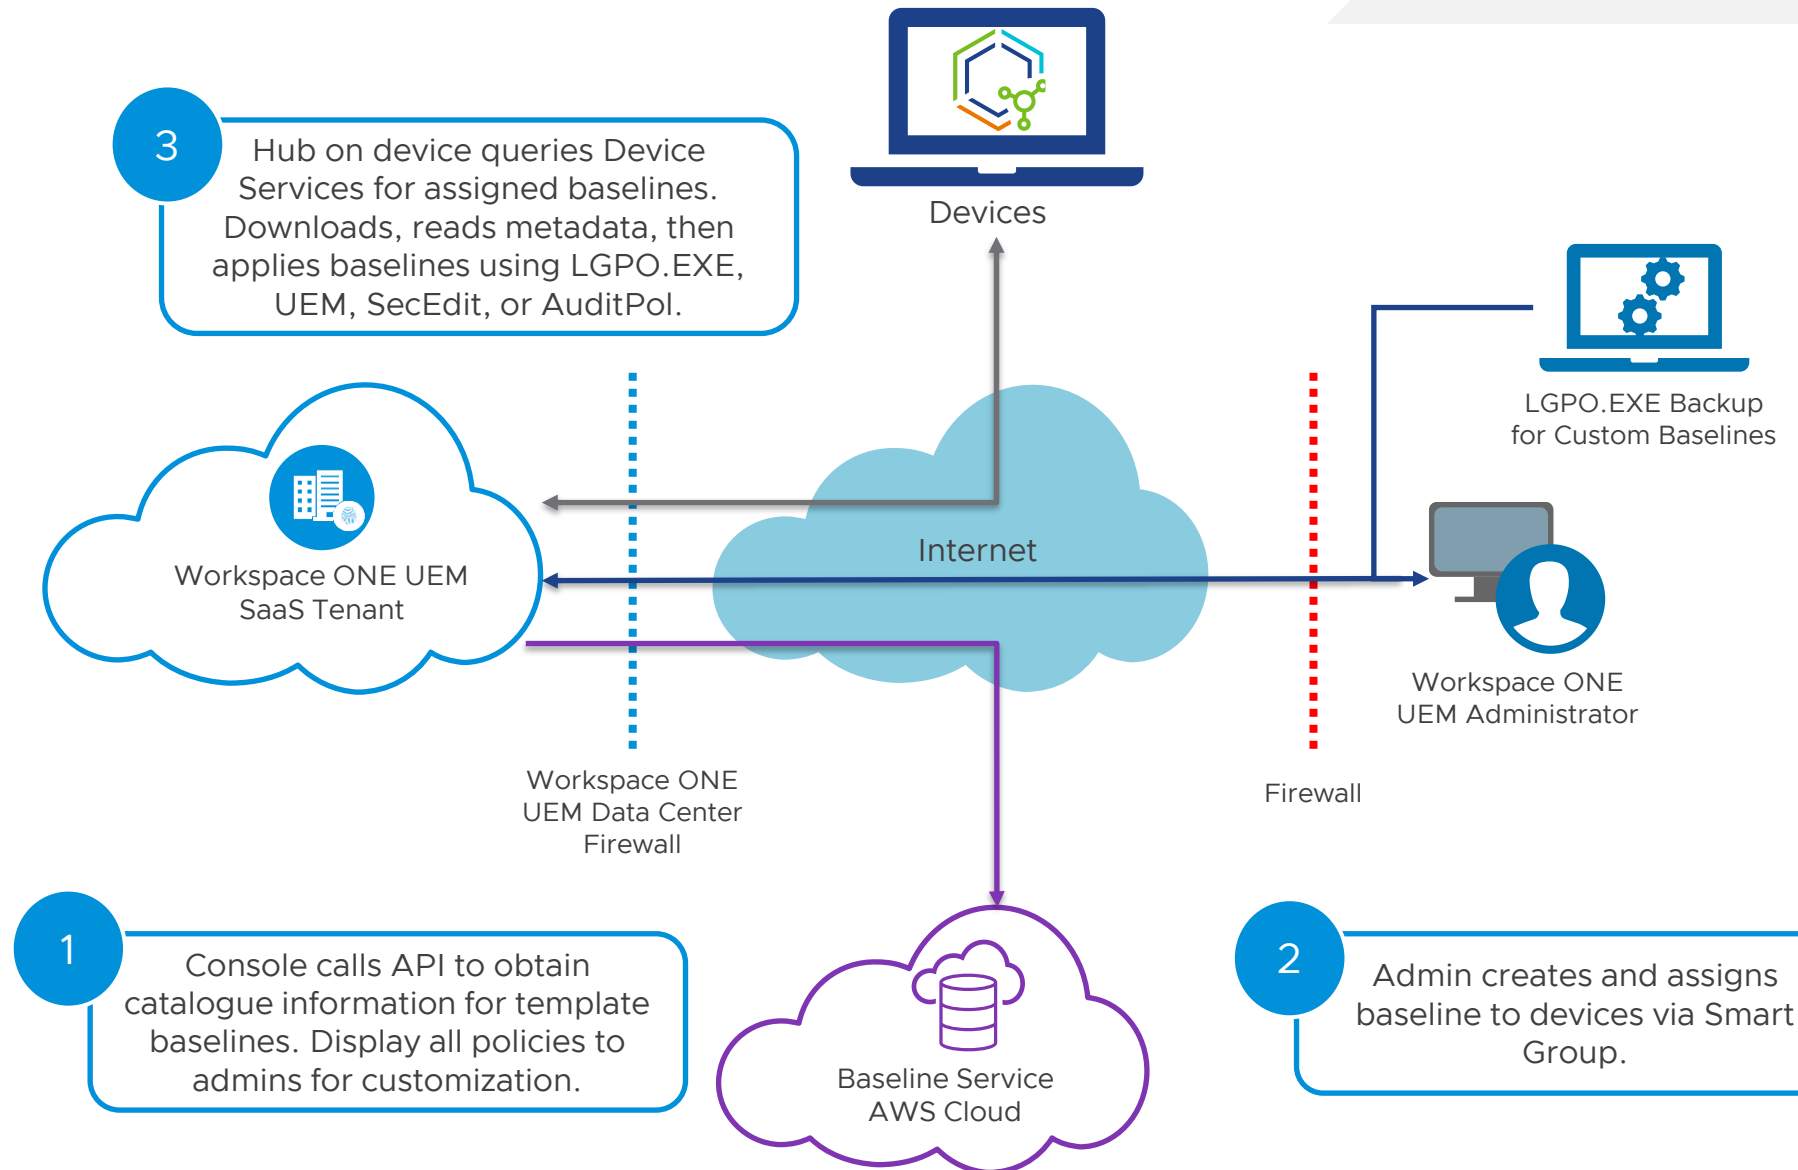 3
Hub on device queries Device
Services for assigned baselines.
Downloads, reads metadata, then
applies baselines using LGPO.EXE,
UEM, SecEdit, or AuditPol.
Devices
LGPO.EXE Backup
for Custom Baselines
Workspace ONE UEM
SaaS Tenant
Internet
Workspace ONE
UEM Administrator
Workspace ONE
UEM Data Center
Firewall
Firewall
1
Console calls API to obtain
catalogue information for template
baselines. Display all policies to
admins for customization.
Baseline Service
AWS Cloud
2
Admin creates and assigns
baseline to devices via Smart
Group.